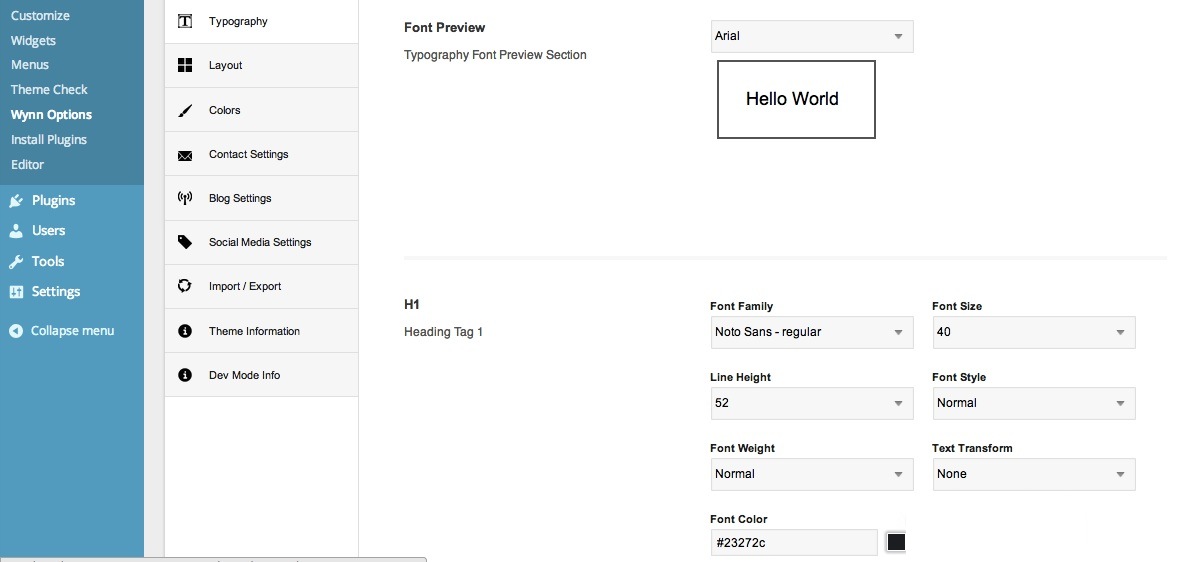 Customize
Widgets
Menus
Theme Check
Wynn Options
Install Plugins
Editor
Plugins
Users
Tools
Settings
Collapse menu
Typography
Layout
Colors
Contact Settings
Blog Settings
Social Media Settings
Import / Export
Theme Information
Dev Mode Info
Font Preview
Typography Font Preview Section
Arial
Hello World
H1
Heading Tag 1
Font Family
Font Size
Noto Sans - regular
40
Line Height
Font Style
52
Normal
Font Weight
Text Transform
Normal
None
Font Color
#23272c